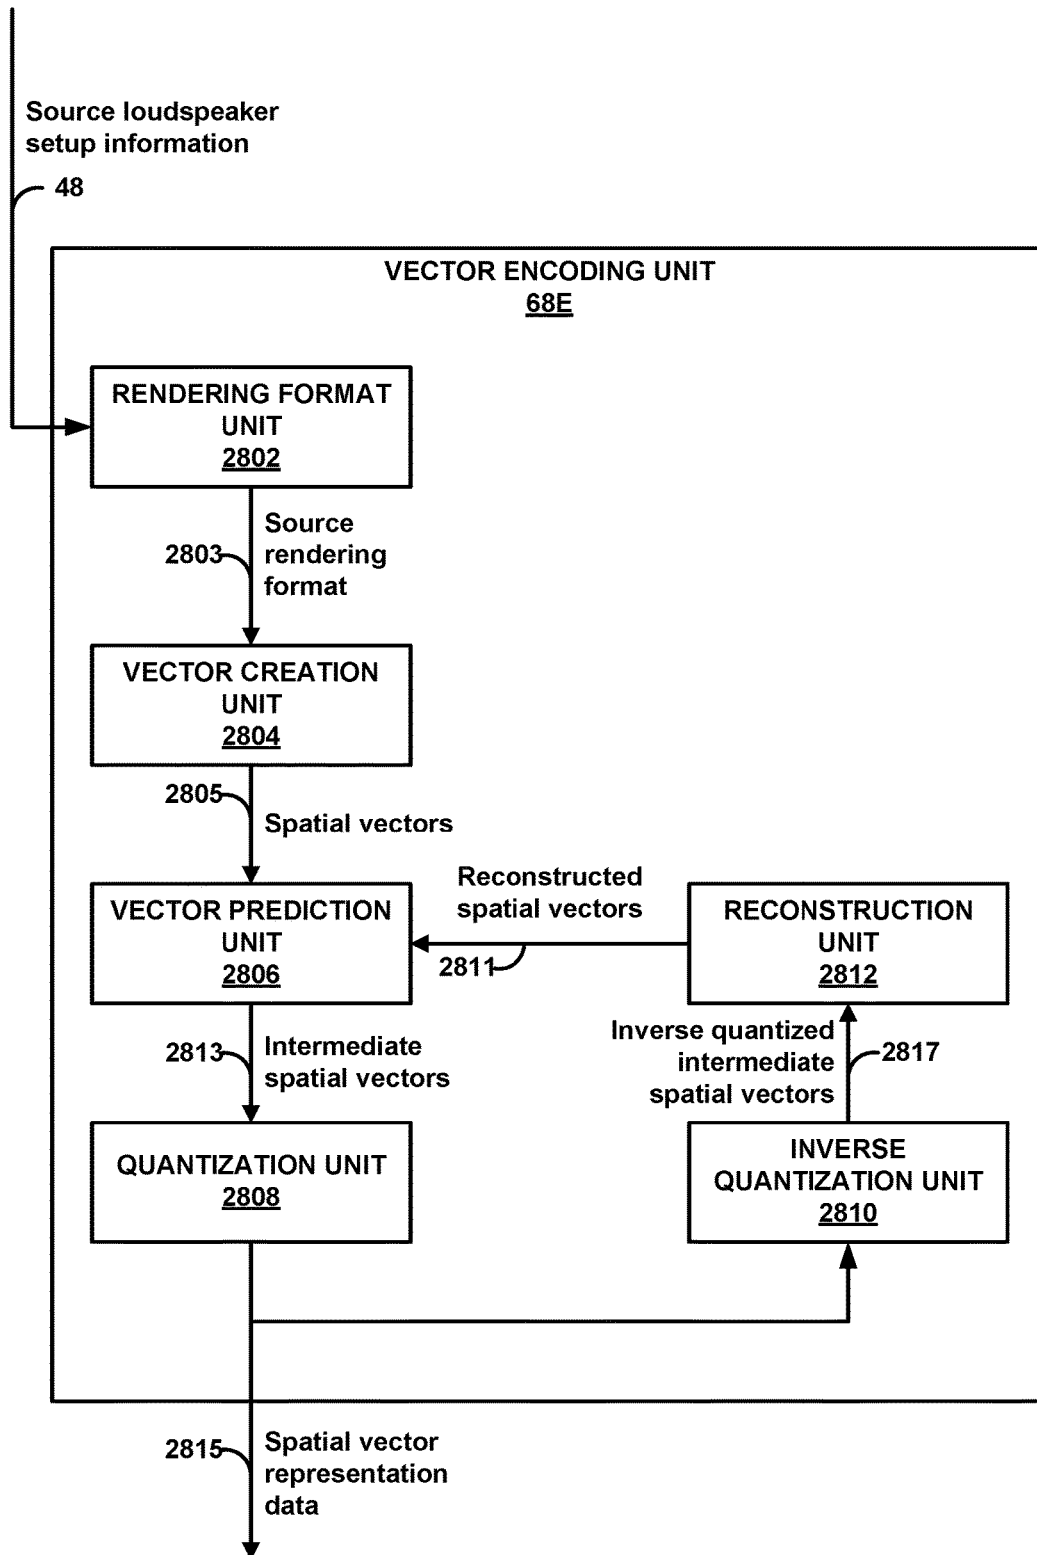 Source loudspeaker
setup information
48
VECTOR ENCODING UNIT
68E
RENDERING FORMAT
UNIT
2802
2803
Source
rendering
format
VECTOR CREATION
UNIT
2804
2805
Spatial vectors
VECTOR PREDICTION
UNIT
2806
Reconstructed
spatial vectors
2811
RECONSTRUCTION
UNIT
2812
2813
Intermediate
spatial vectors
Inverse quantized
intermediate
spatial vectors
2817
QUANTIZATION UNIT
2808
INVERSE
QUANTIZATION UNIT
2810
2815
Spatial vector
representation
data